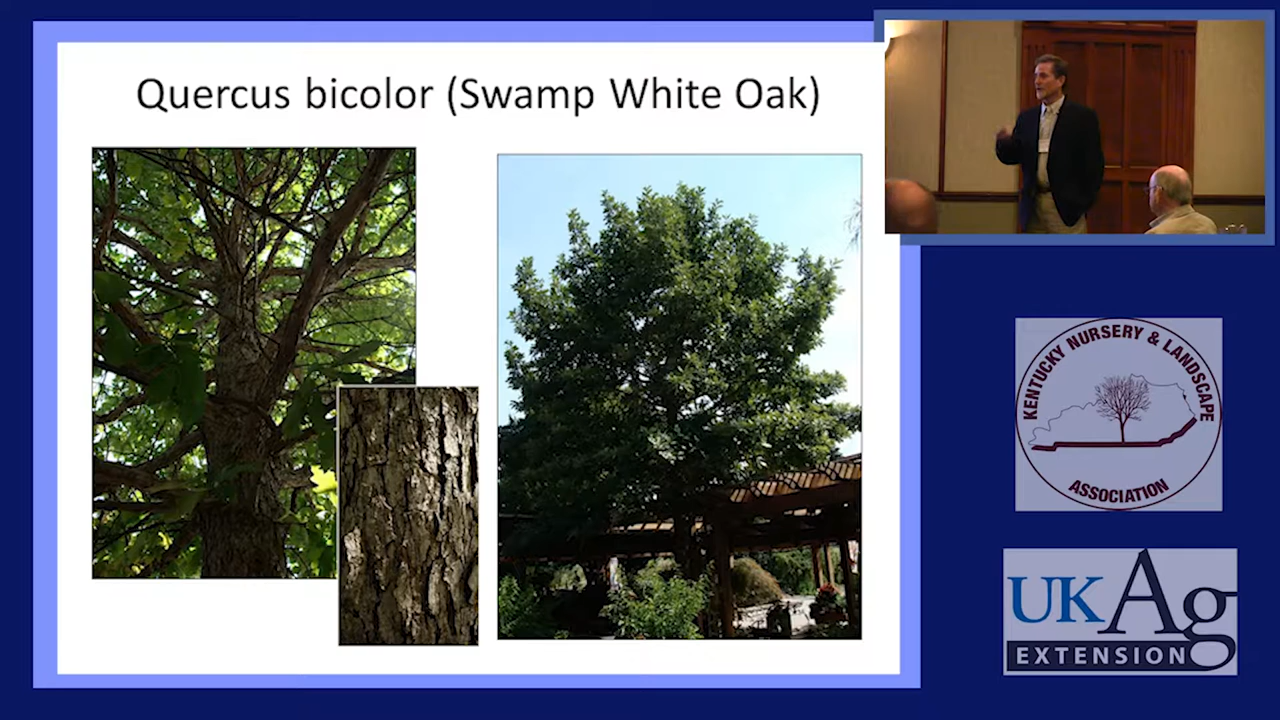 Quercus bicolor (Swamp White Oak)
KENTUCKY NURSERY & LANDSCAPE
ASSOCIATION
UKAg
EXTENSION